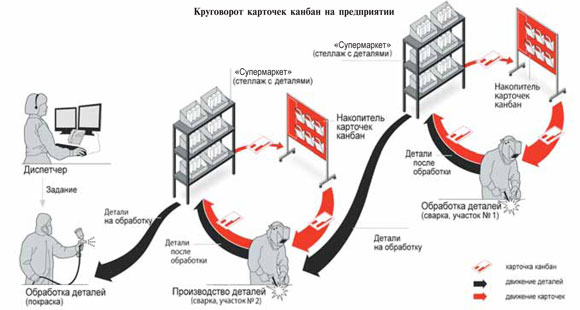 Круговорот карточек канбан на предприятии
«Супермаркет»
(стеллаж с деталями)
Накопитель
карточек
канбан
Детали
после
обработки
Обработка деталей
(сварка, участок № 1)
«Супермаркет»
(стеллаж с деталями)
Накопитель
карточек
канбан
Диспетчер
Задание
Детали
на обработку
Детали
после
обработки
Детали
на обработку
Обработка деталей
(покраска)
Производство деталей
(сварка, участок № 2)
карточка канбан
движение деталей
движение карточек